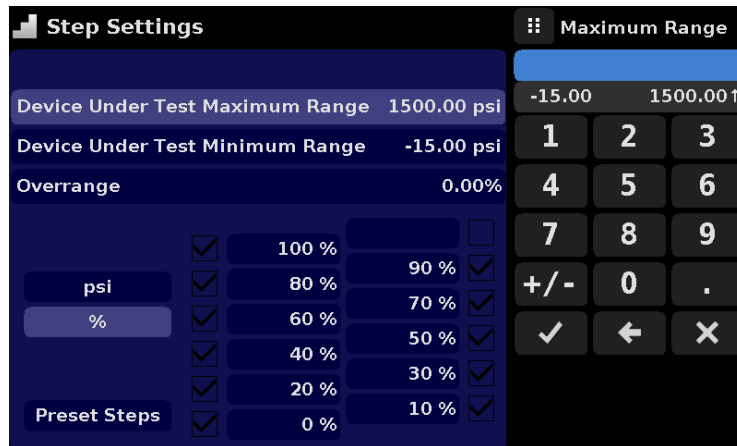 Step Settings
Maximum Range
Device Under Test Maximum Range 1500.00 psi
Device Under Test Minimum Range -15.00 psi
Overrange 0.00%
100 %
90 %
80 %
70 %
60 %
50 %
40 %
30 %
20 %
10 %
0 %
psi
%
Preset Steps
-15.00 1500.00↑
1 2 3
4 5 6
7 8 9
+/- 0 .